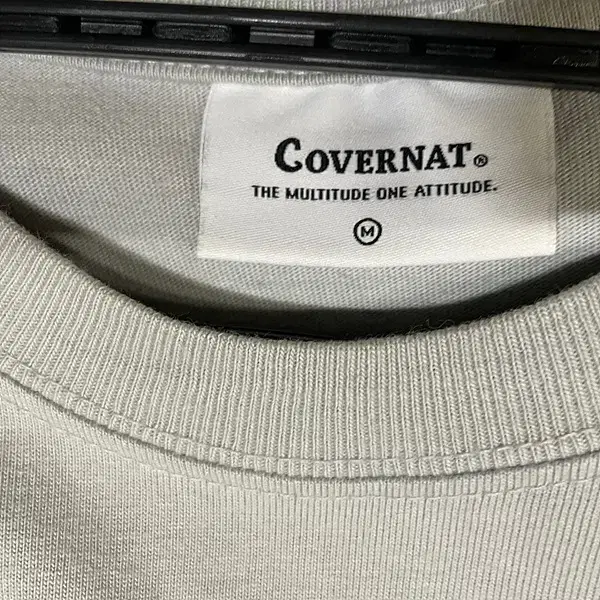 COVERNAT®
THE MULTITUDE ONE ATTITUDE.
M